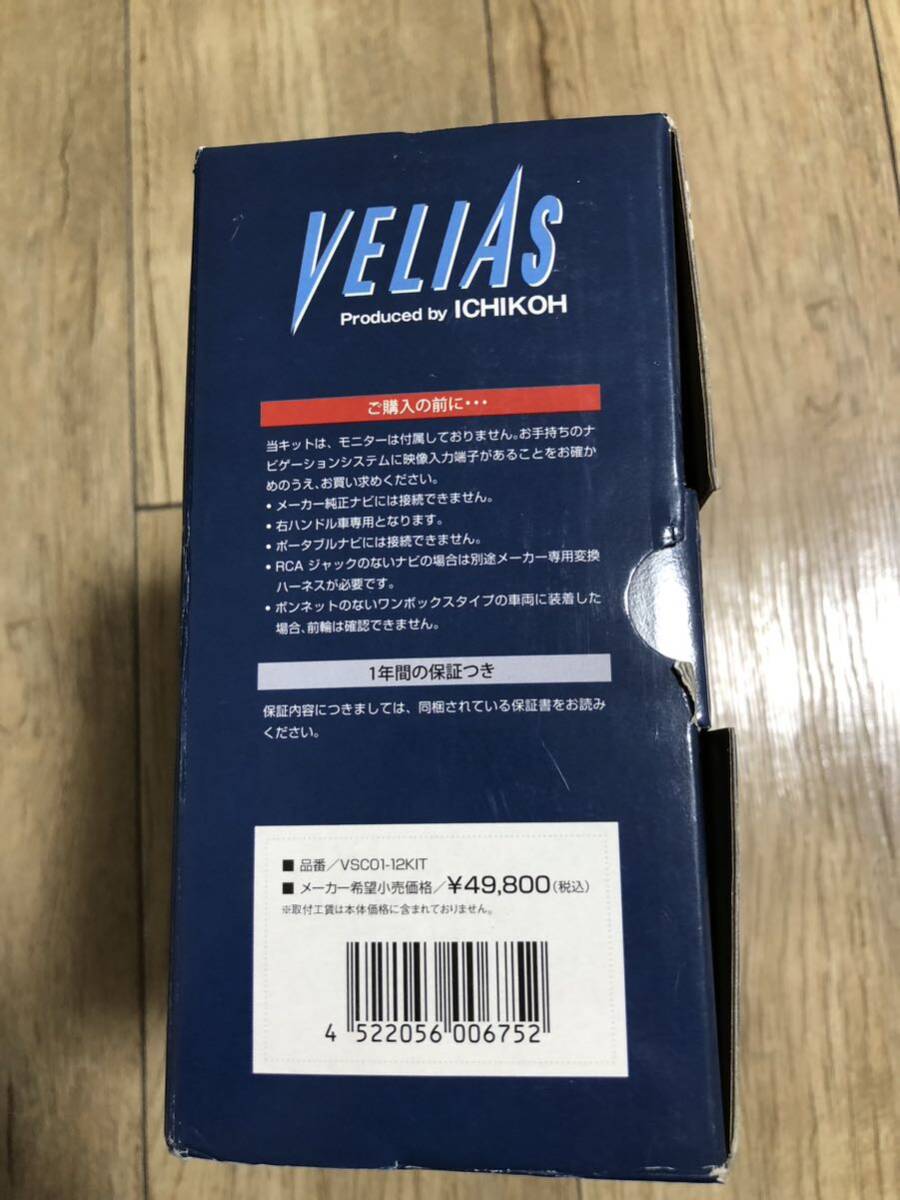 VELIAS
Produced by ICHIKOH
ご購入の前に・・・
当キットは、モニターは付属しておりません。お手持ちのナ
ビゲーションシステムに映像入力端子があることをお確か
めのうえ、お買い求めください。
・メーカー純正ナビには接続できません。
・右ハンドル車専用となります。
・ポータブルナビには接続できません。
・RCA ジャックのないナビの場合は別途メーカー専用変換
ハーネスが必要です。
・ボンネットのないワンボックスタイプの車両に装着した
場合、前輪は確認できません。
1年間の保証つき
保証内容につきましては、同梱されている保証書をお読み
ください。
■ 品番／VSC01-12KIT
■ メーカー希望小売価格／¥49,800（税込）
※取付工賃は本体価格に含まれておりません。
4 522056 006752